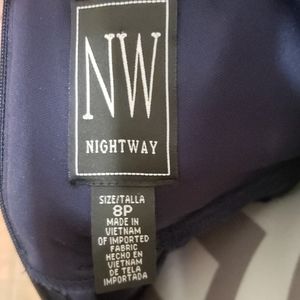 NW
NIGHTWAY
SIZE/TALLA
8P
MADE IN
VIETNAM
OF IMPORTED
FABRIC
HECHO EN
VIETNAM
DE TELA
IMPORTADA